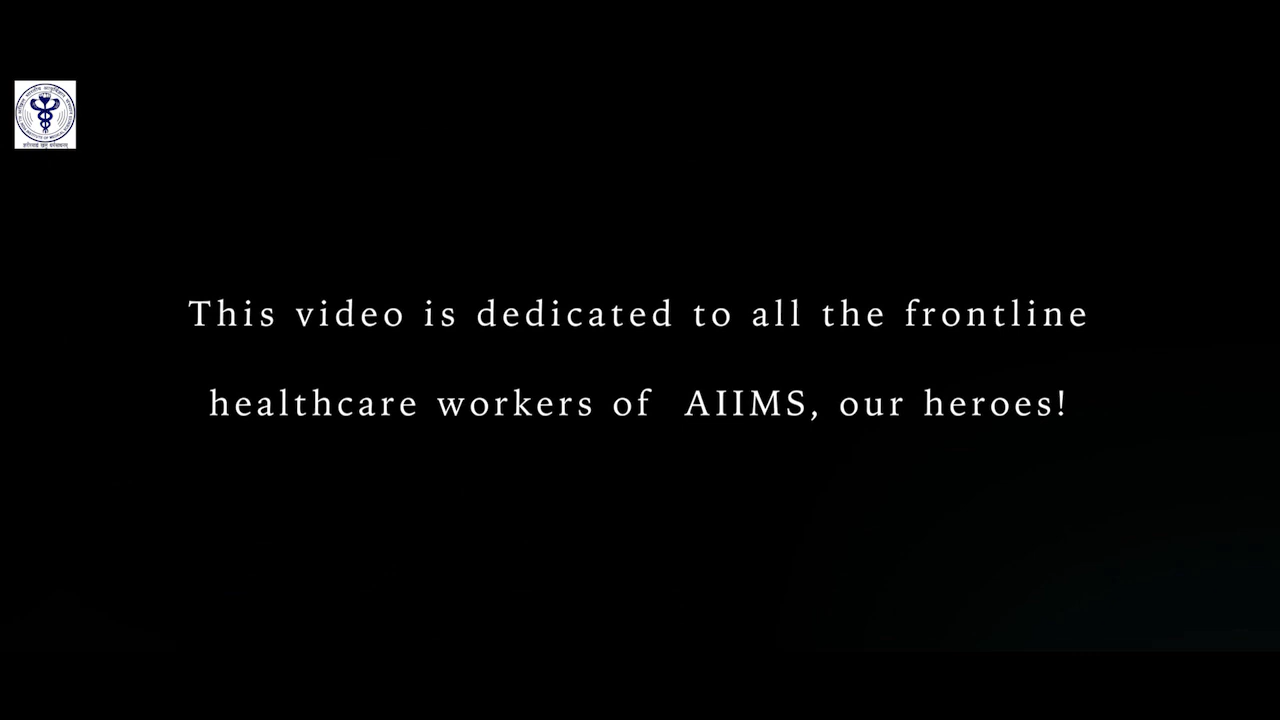 This video is dedicated to all the frontline
healthcare workers of AIIMS, our heroes!